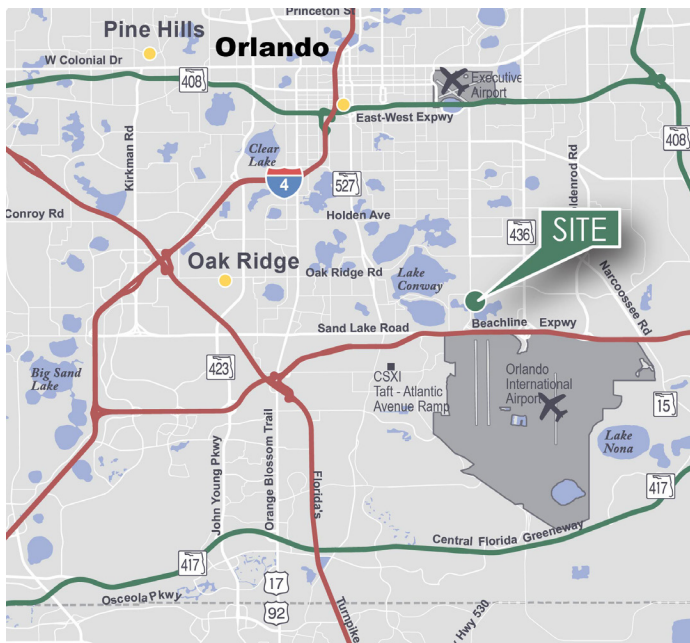 Princeton St
Pine Hills
Orlando
W Colonial Dr
408
Executive
Airport
East-West Expwy
408
Kirkman Rd
Clear
Lake
4
527
Conroy Rd
Holden Ave
436
SITE
Oak Ridge
Oak Ridge Rd
Lake
Conway
Narcoossee Rd
Sand Lake Road
Beachline Expwy
423
Big Sand
Lake
CSXI
Taft - Atlantic
Avenue Ramp
Orlando
International
Airport
15
Lake
Nona
John Young Pkwy
Orange Blossom Trail
Florida's
417
Central Florida Greeneway
417
Osceola Pkwy
17
92
Turnpike
Hwy 530